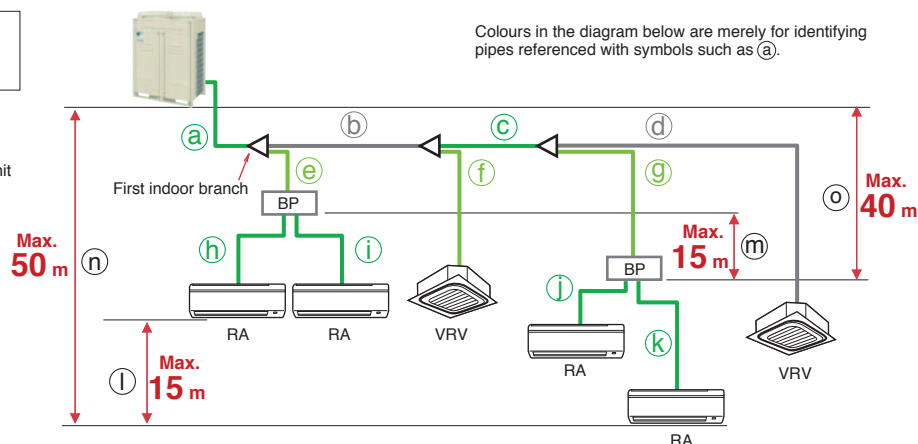 Colours in the diagram below are merely for identifying
pipes referenced with symbols such as ⓐ.
ⓐ
ⓑ
ⓒ
ⓓ
nit
First indoor branch
ⓔ
ⓕ
ⓖ
BP
Max.
50 m
ⓝ
ⓗ
ⓘ
Max.
15 m
ⓜ
ⓞ
Max.
40 m
BP
RA
RA
VRV
ⓙ
ⓚ
RA
VRV
ⓛ
Max.
15 m
RA